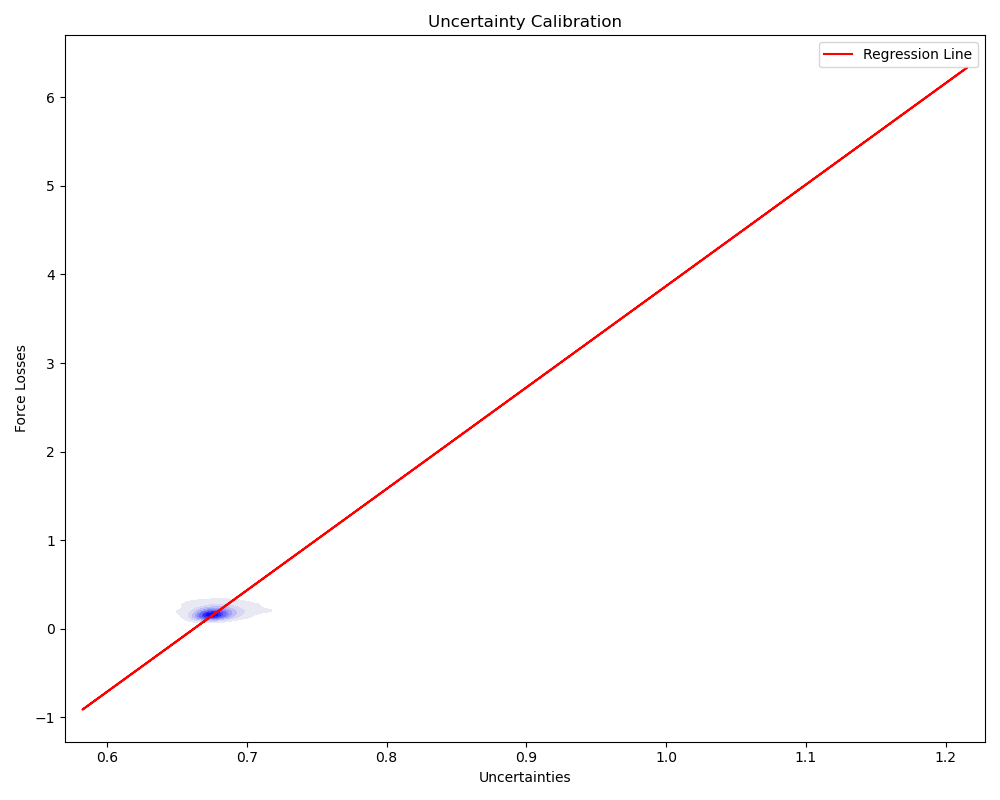 Uncertainty Calibration
Regression Line
Force Losses
6
5
4
3
2
1
0
−1
0.6 0.7 0.8 0.9 1.0 1.1 1.2
Uncertainties